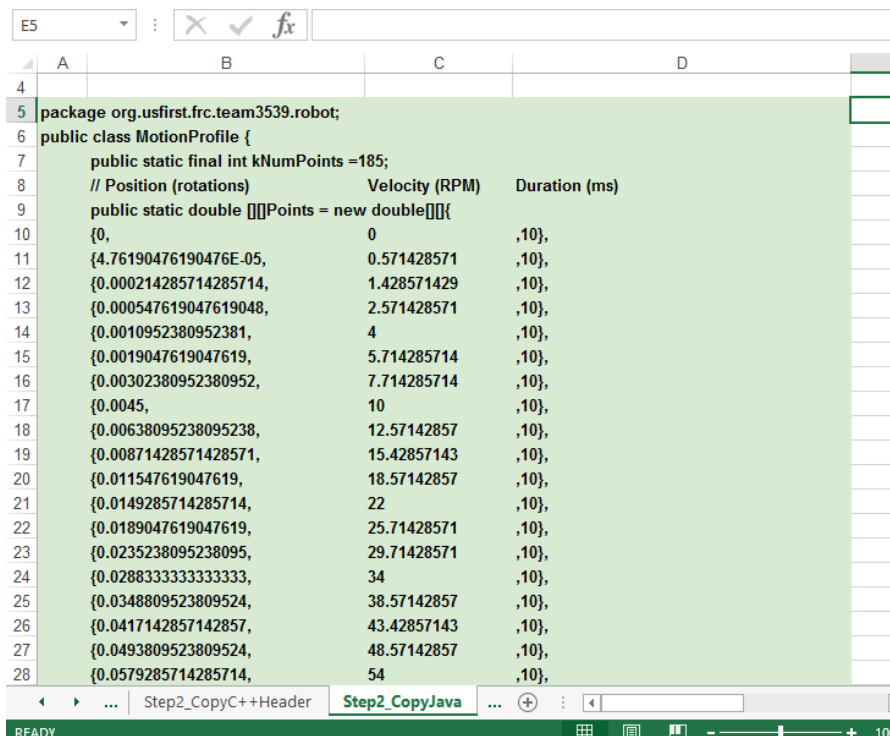 E5 fx
A B C D
4
5 package org.usfirst.frc.team3539.robot;
6 public class MotionProfile {
7 public static final int kNumPoints =185;
8 // Position (rotations) Velocity (RPM) Duration (ms)
9 public static double [][]Points = new double[][]{
10 {0, 0 ,10},
11 {4.76190476190476E-05, 0.571428571 ,10},
12 {0.000214285714285714, 1.428571429 ,10},
13 {0.000547619047619048, 2.571428571 ,10},
14 {0.0010952380952381, 4 ,10},
15 {0.0019047619047619, 5.714285714 ,10},
16 {0.00302380952380952, 7.714285714 ,10},
17 {0.0045, 10 ,10},
18 {0.00638095238095238, 12.57142857 ,10},
19 {0.00871428571428571, 15.42857143 ,10},
20 {0.011547619047619, 18.57142857 ,10},
21 {0.0149285714285714, 22 ,10},
22 {0.0189047619047619, 25.71428571 ,10},
23 {0.0235238095238095, 29.71428571 ,10},
24 {0.0288333333333333, 34 ,10},
25 {0.0348809523809524, 38.57142857 ,10},
26 {0.0417142857142857, 43.42857143 ,10},
27 {0.0493809523809524, 48.57142857 ,10},
28 {0.0579285714285714, 54 ,10},
... Step2_CopyC++Header Step2_CopyJava ...
READY